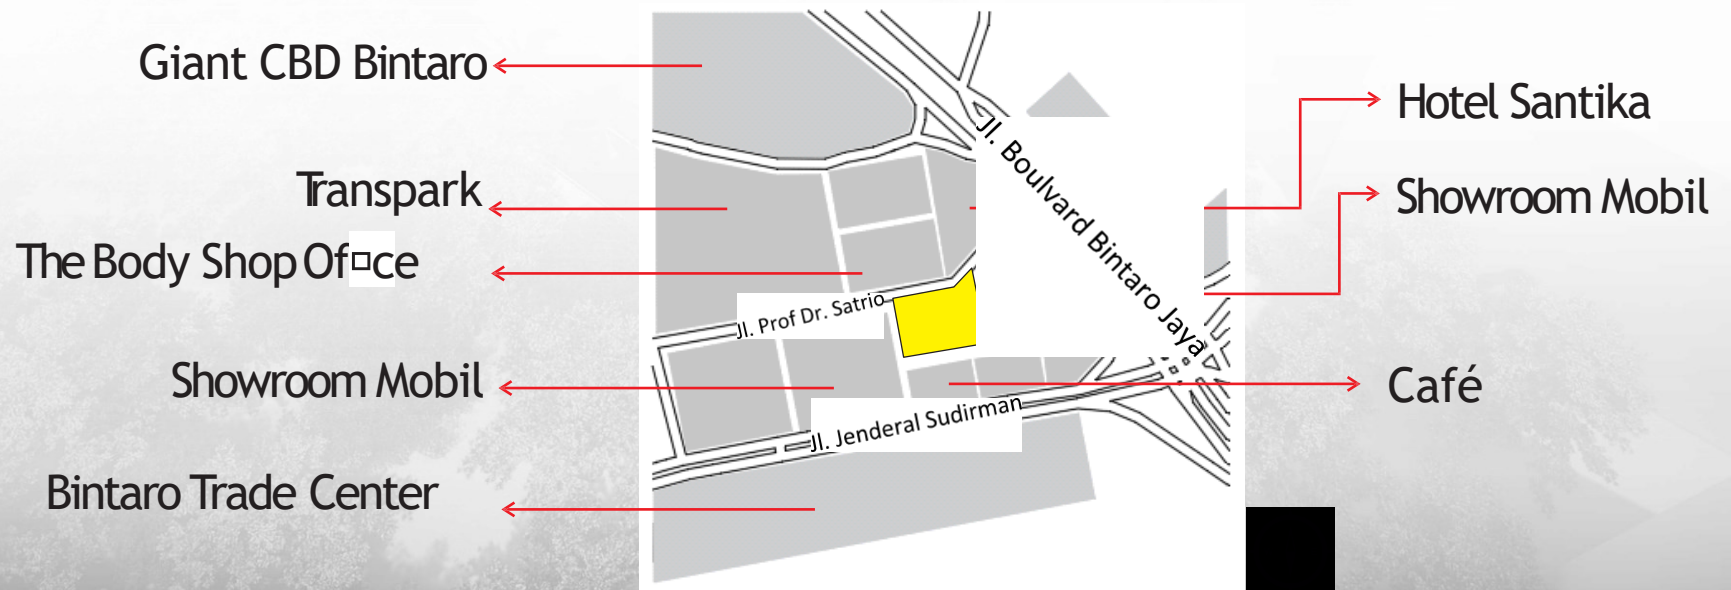 Giant CBD Bintaro
Transpark
The Body Shop Of▯ce
Showroom Mobil
Bintaro Trade Center
Jl. Boulvard Bintaro Jaya
Jl. Prof Dr. Satrio
Jl. Jenderal Sudirman
Hotel Santika
Showroom Mobil
Café